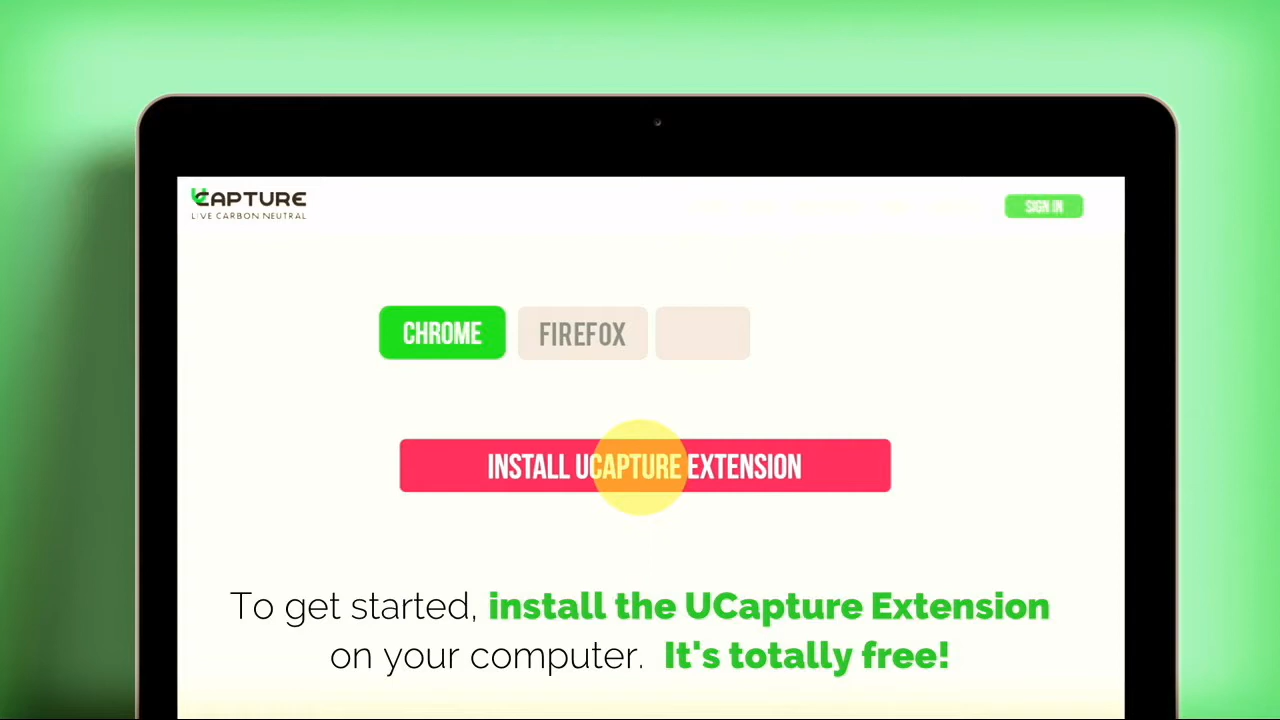 UCAPTURE
LIVE CARBON NEUTRAL
SIGN IN
CHROME
FIREFOX
INSTALL UCAPTURE EXTENSION
To get started, install the UCapture Extension
on your computer. It's totally free!